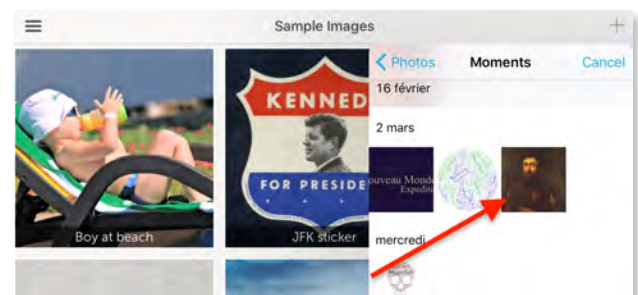 Sample Images
Photos
Moments
Cancel
16 février
2 mars
KENNED
FOR PRESIDE
ouveau Monde
Expediti
Boy at beach
JFK sticker
mercredi